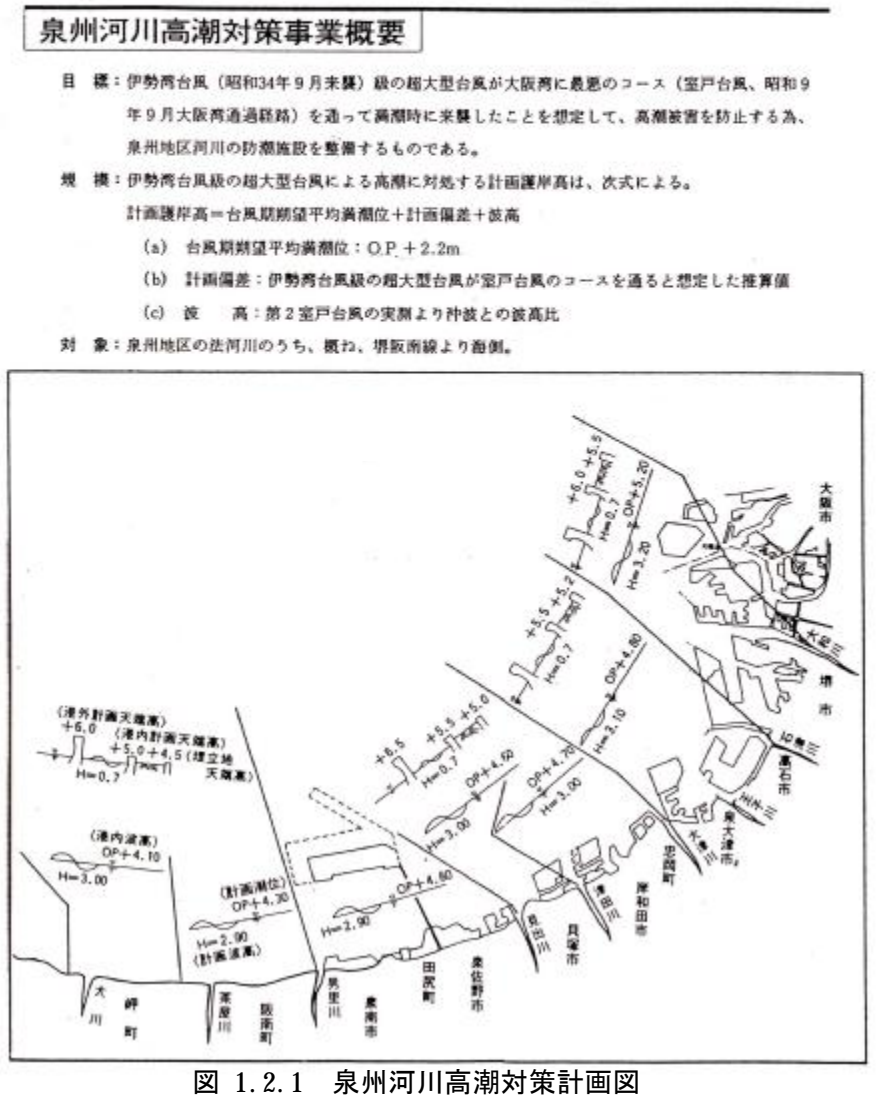 泉州河川高潮対策事業概要
目　標：伊勢湾台風（昭和34年９月来襲）級の超大型台風が大阪湾に最悪のコース（室戸台風、昭和９
年９月大阪湾通過経路）を通って満潮時に来襲したことを想定して、高潮被害を防止する為、
泉州地区河川の防潮施設を整備するものである。
規　模：伊勢湾台風級の超大型台風による高潮に対処する計画護岸高は、次式による。
計画護岸高＝台風期朔望平均満潮位＋計画偏差＋波高
(a)　台風期朔望平均満潮位：O.P.＋2.2m
(b)　計画偏差：伊勢湾台風級の超大型台風が室戸台風のコースを通ると想定した推算値
(c)　波　　高：第２室戸台風の実測より沖波との波高比
対　象：泉州地区の法河川のうち、概ね、堺阪南線より海側。
+6.0 +5.5
H=0.7
OP+5.20
H=3.20
大阪市
大和川
+5.5 +5.2
H=0.7
OP+4.80
H=3.10
堺市
石津川
高石市
王子川
泉大津市
大津川
忠岡町
+6.5
+5.5 +5.0
H=0.7
OP+4.60
H=3.00
OP+4.70
H=3.00
岸和田市
津田川
貝塚市
見出川
(港外計画天端高)
+6.0
(港内計画天端高)
+5.0 +4.5 (埋立地
天端高)
H=0.7
(港内波高)
OP+4.10
H=3.00
(計画潮位)
OP+4.30
H=2.90
(計画波高)
OP+4.60
H=2.90
大川
岬町
茶屋川
阪南町
男里川
泉南市
田尻町
泉佐野市
図 1.2.1　泉州河川高潮対策計画図